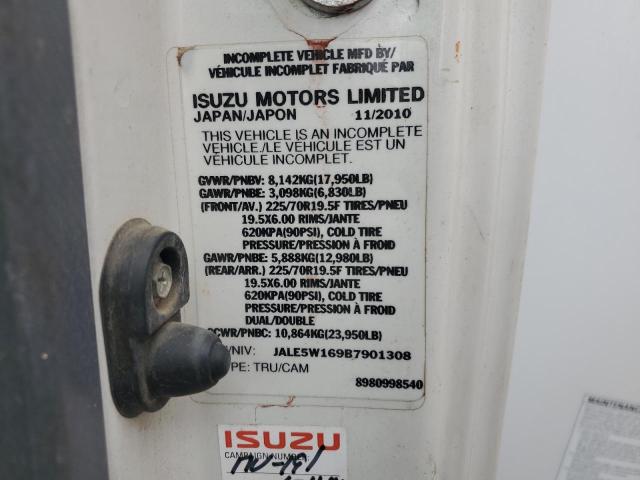 INCOMPLETE VEHICLE MFD BY/
VÉHICULE INCOMPLET FABRIQUÉ PAR
ISUZU MOTORS LIMITED
JAPAN/JAPON 11/2010
THIS VEHICLE IS AN INCOMPLETE
VEHICLE./LE VÉHICULE EST UN
VÉHICULE INCOMPLET.
GVWR/PNBV: 8,142KG(17,950LB)
GAWR/PNBE: 3,098KG(6,830LB)
(FRONT/AV.) 225/70R19.5F TIRES/PNEU
19.5X6.00 RIMS/JANTE
620KPA(90PSI), COLD TIRE
PRESSURE/PRESSION À FROID
GAWR/PNBE: 5,888KG(12,980LB)
(REAR/ARR.) 225/70R19.5F TIRES/PNEU
19.5X6.00 RIMS/JANTE
620KPA(90PSI), COLD TIRE
PRESSURE/PRESSION À FROID
DUAL/DOUBLE
GCWR/PNBC: 10,864KG(23,950LB)
/NIV: JALE5W169B7901308
PE: TRU/CAM
8980998540
ISUZU
CAMPAIGN NUMBER:
MAINTENANC